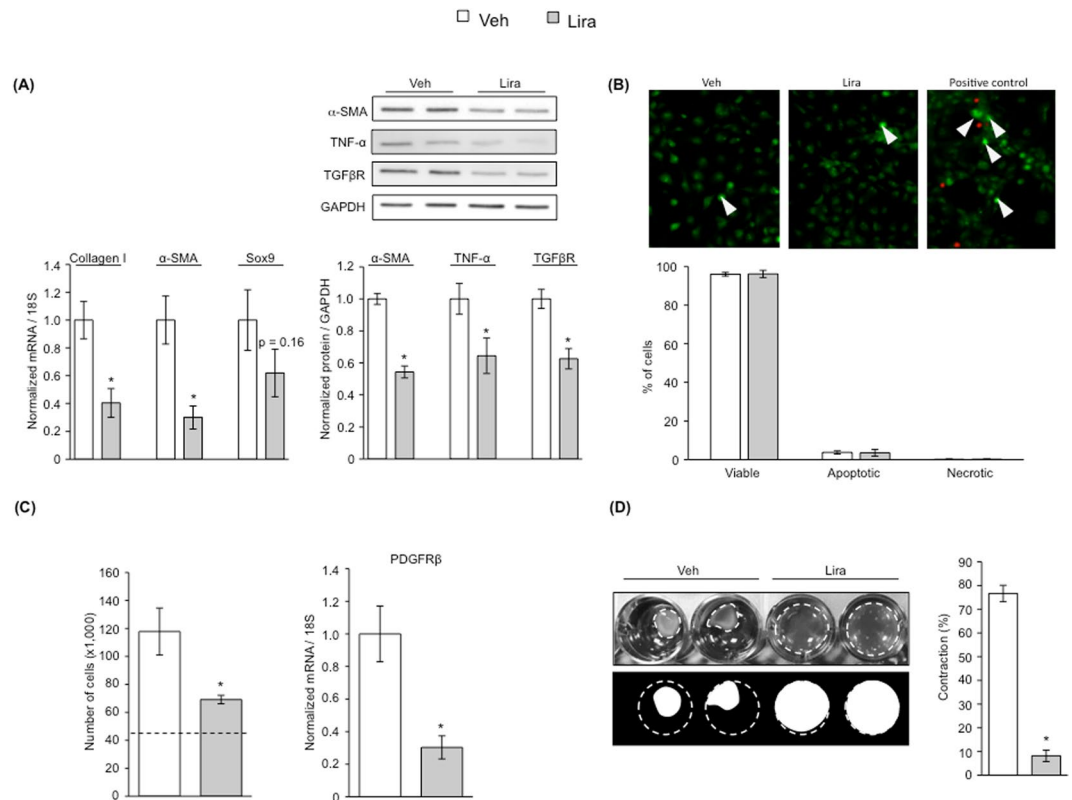 Veh Lira
(A)
Veh Lira
α-SMA
TNF-α
TGFβR
GAPDH
Collagen I α-SMA Sox9
Normalized mRNA / 18S
1.4
1.2
1.0
0.8
0.6
0.4
0.2
0
*
*
p = 0.16
α-SMA TNF-α TGFβR
Normalized protein / GAPDH
1.2
1.0
0.8
0.6
0.4
0.2
0
*
*
*
(B)
Veh Lira Positive control
% of cells
100
80
60
40
20
0
Viable Apoptotic Necrotic
(C)
Number of cells (x1,000)
160
140
120
100
80
60
40
20
0
*
PDGFRβ
Normalized mRNA / 18S
1.4
1.2
1.0
0.8
0.6
0.4
0.2
0
*
(D)
Veh Lira
Contraction (%)
90
80
70
60
50
40
30
20
10
0
*